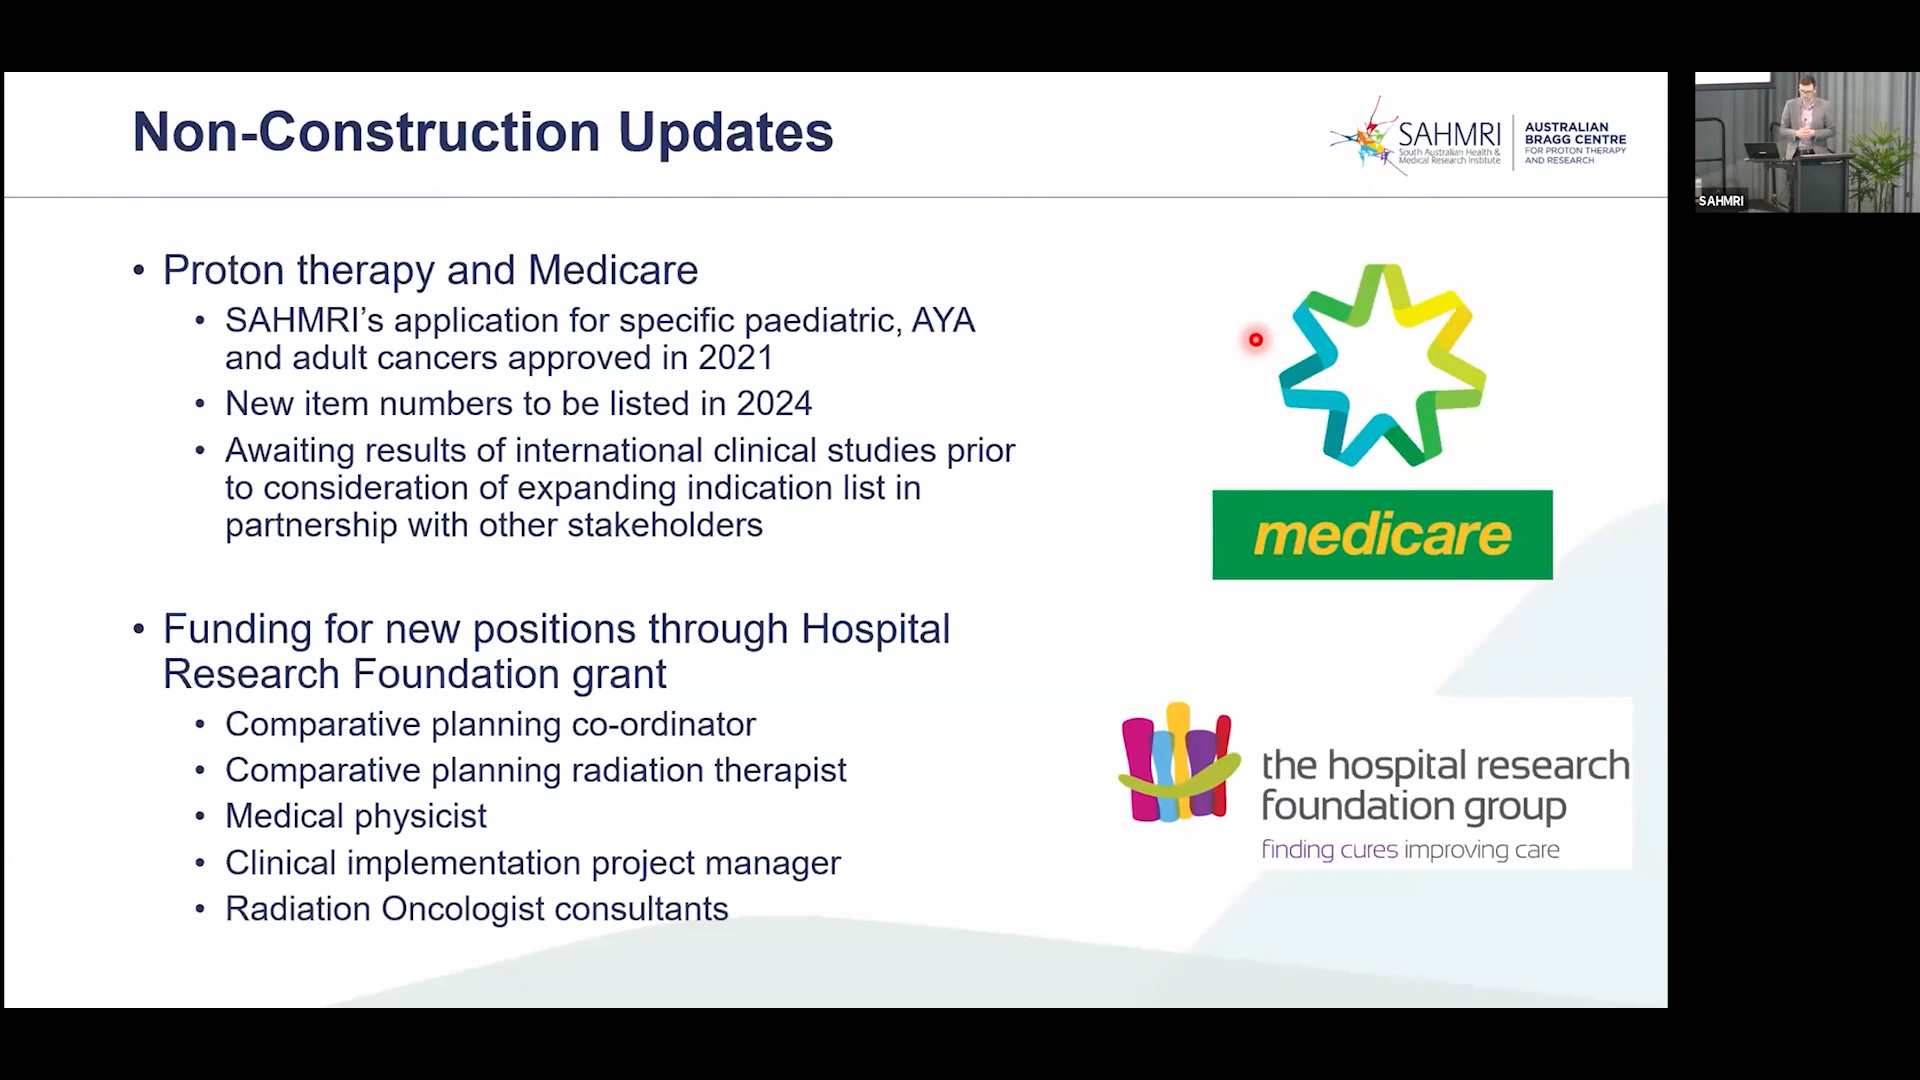 Non-Construction Updates
SAHMRI
South Australian Health &
Medical Research Institute
AUSTRALIAN
BRAGG CENTRE
FOR PROTON THERAPY
AND RESEARCH
SAHMRI
• Proton therapy and Medicare
• SAHMRI’s application for specific paediatric, AYA
and adult cancers approved in 2021
• New item numbers to be listed in 2024
• Awaiting results of international clinical studies prior
to consideration of expanding indication list in
partnership with other stakeholders
medicare
• Funding for new positions through Hospital
Research Foundation grant
• Comparative planning co-ordinator
• Comparative planning radiation therapist
• Medical physicist
• Clinical implementation project manager
• Radiation Oncologist consultants
the hospital research
foundation group
finding cures improving care